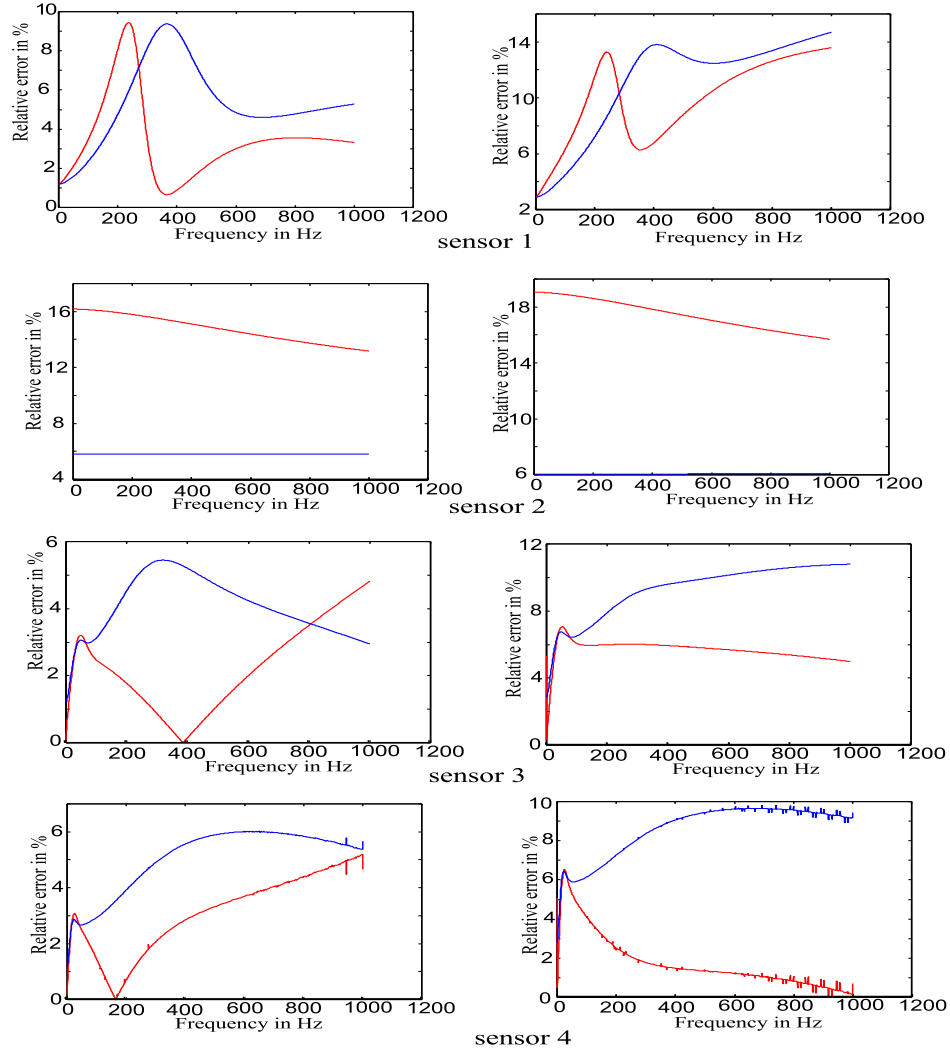 Relative error in %
10
8
6
4
2
0
0 200 400 600 800 1000 1200
Frequency in Hz
Relative error in %
14
10
6
2
0 200 400 600 800 1000 1200
Frequency in Hz
sensor 1
Relative error in %
16
12
8
4
0 200 400 600 800 1000 1200
Frequency in Hz
Relative error in %
18
14
10
6
0 200 400 600 800 1000 1200
Frequency in Hz
sensor 2
Relative error in %
6
4
2
0
0 200 400 600 800 1000 1200
Frequency in Hz
Relative error in %
12
8
4
0
0 200 400 600 800 1000 1200
Frequency in Hz
sensor 3
Relative error in %
6
4
2
0
0 200 400 600 800 1000 1200
Frequency in Hz
Relative error in %
10
8
6
4
2
0
0 200 400 600 800 1000 1200
Frequency in Hz
sensor 4